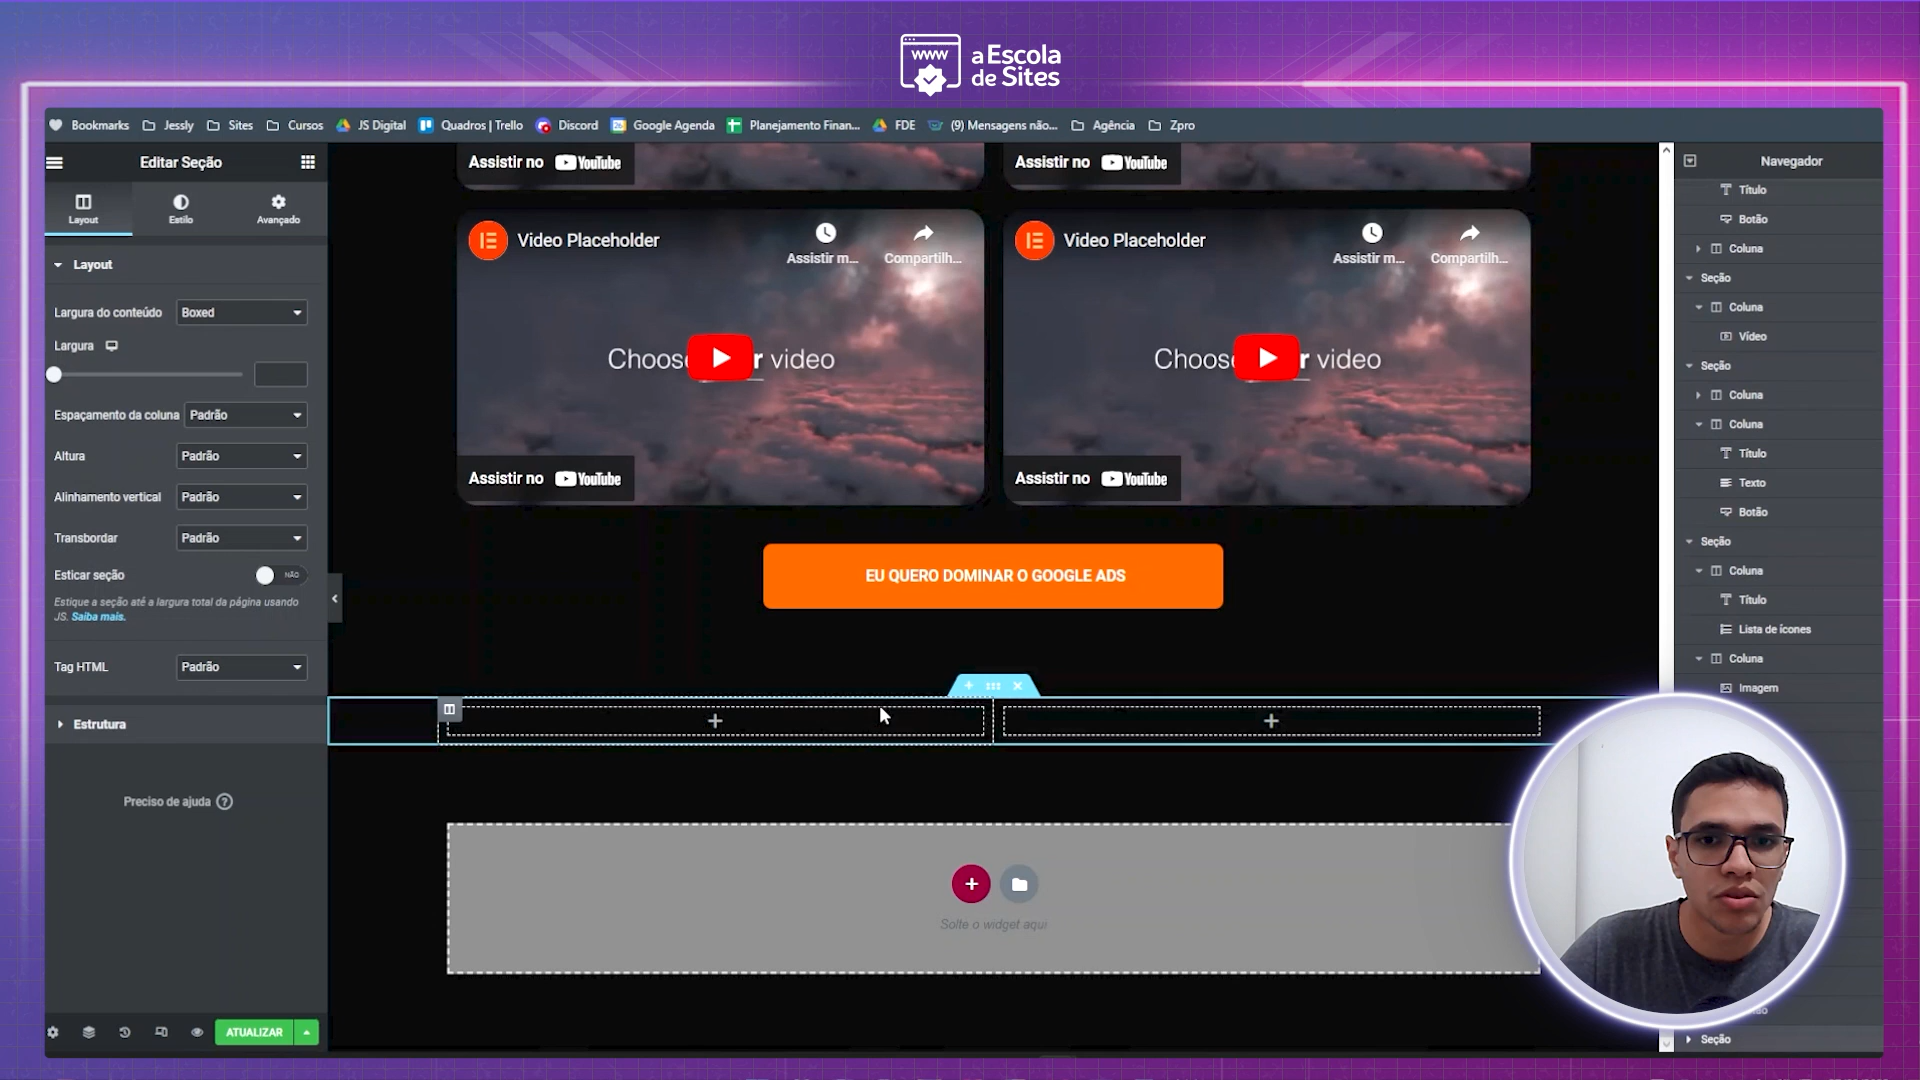 WWW
a Escola
de Sites
Bookmarks
Jessly
Sites
Cursos
JS Digital
Quadros | Trello
Discord
Google Agenda
Planejamento Finan...
FDE
(9) Mensagens não...
Agência
Zpro
Editar Seção
Layout
Estilo
Avançado
Layout
Largura do conteúdo
Boxed
Largura
Espaçamento da coluna
Padrão
Altura
Padrão
Alinhamento vertical
Padrão
Transbordar
Padrão
Esticar seção
NÃO
Estique a seção até a largura total da página usando
JS. Saiba mais.
Tag HTML
Padrão
Estrutura
Preciso de ajuda ?
ATUALIZAR
Assistir no YouTube
Assistir no YouTube
Video Placeholder
Assistir m...
Compartilh...
Video Placeholder
Assistir m...
Compartilh...
Choos r video
Choose r video
Assistir no YouTube
Assistir no YouTube
EU QUERO DOMINAR O GOOGLE ADS
Solte o widget aqui
Navegador
Título
Botão
Coluna
Seção
Coluna
Vídeo
Seção
Coluna
Coluna
Título
Texto
Botão
Seção
Coluna
Título
Lista de ícones
Coluna
Imagem
Seção